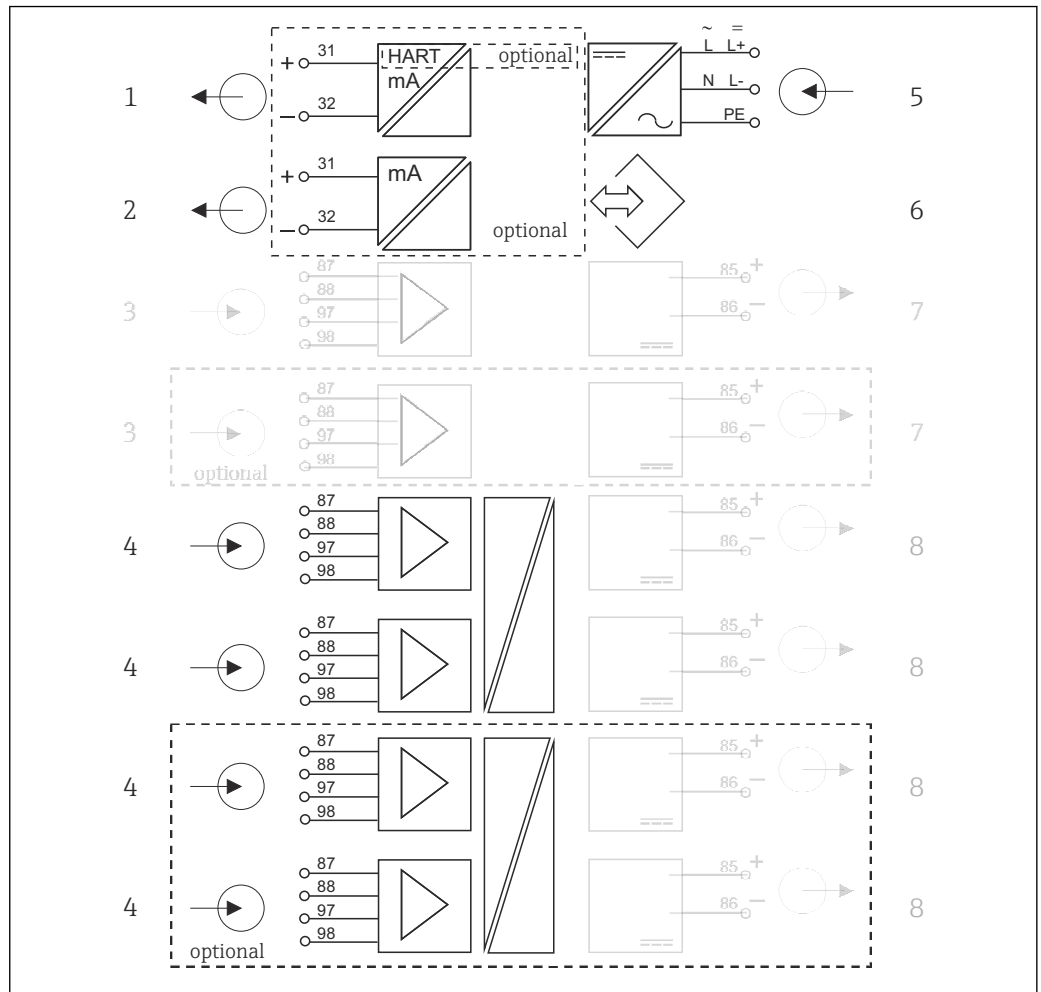 ~ =
31 HART optional L L+
+
1 mA N L- 5
32
– PE
31
+ mA
2 32 6
– optional
87 85 +
88
3 97 86 – 7
98
87 85 +
88
3 97 86 – 7
98
optional
87 85 +
88
4 97 86 – 8
98
87 85 +
88
4 97 86 – 8
98
87 85 +
88
4 97 86 – 8
98
87 85 +
88
4 97 86 – 8
98
optional